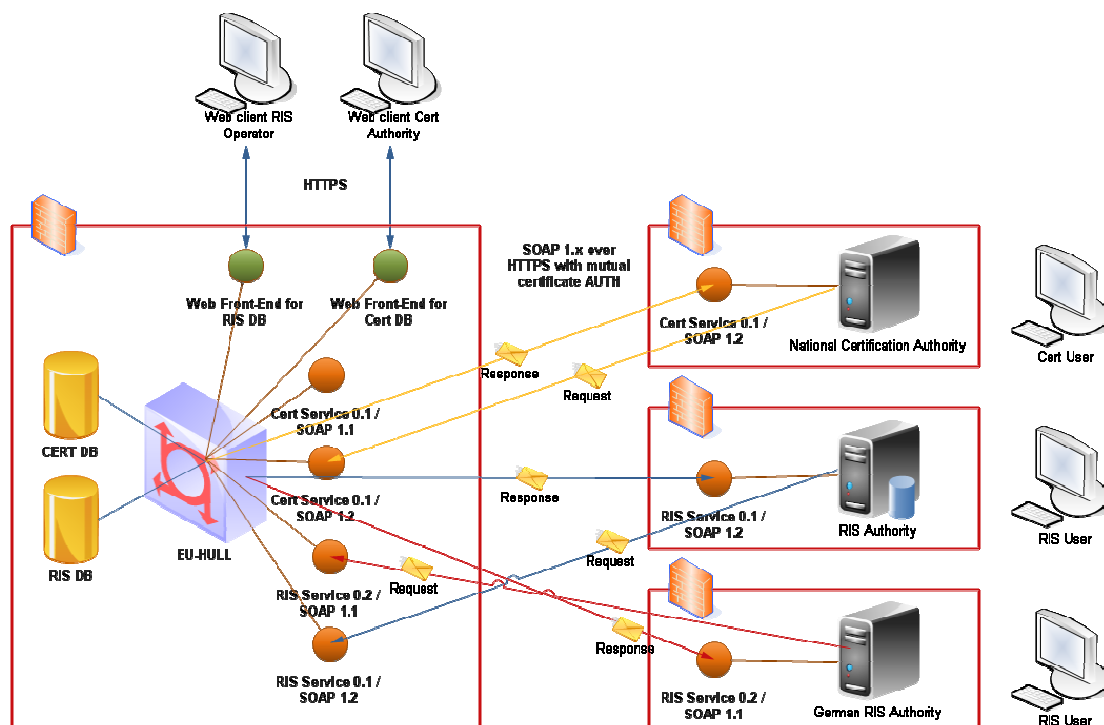 Web client RIS
Operator
Web client Cert
Authority
HTTPS
SOAP 1.x over
HTTPS with mutual
certificate AUTH
Web Front-End for
RIS DB
Web Front-End for
Cert DB
Cert Service 0.1 /
SOAP 1.2
National Certification Authority
Cert User
Response
Request
CERT DB
Cert Service 0.1 /
SOAP 1.1
Cert Service 0.1 /
SOAP 1.2
Response
RIS Service 0.1 /
SOAP 1.2
RIS Authority
RIS User
EU-HULL
RIS DB
Request
Request
RIS Service 0.2 /
SOAP 1.1
Response
RIS Service 0.1 /
SOAP 1.2
RIS Service 0.2 /
SOAP 1.1
German RIS Authority
RIS User